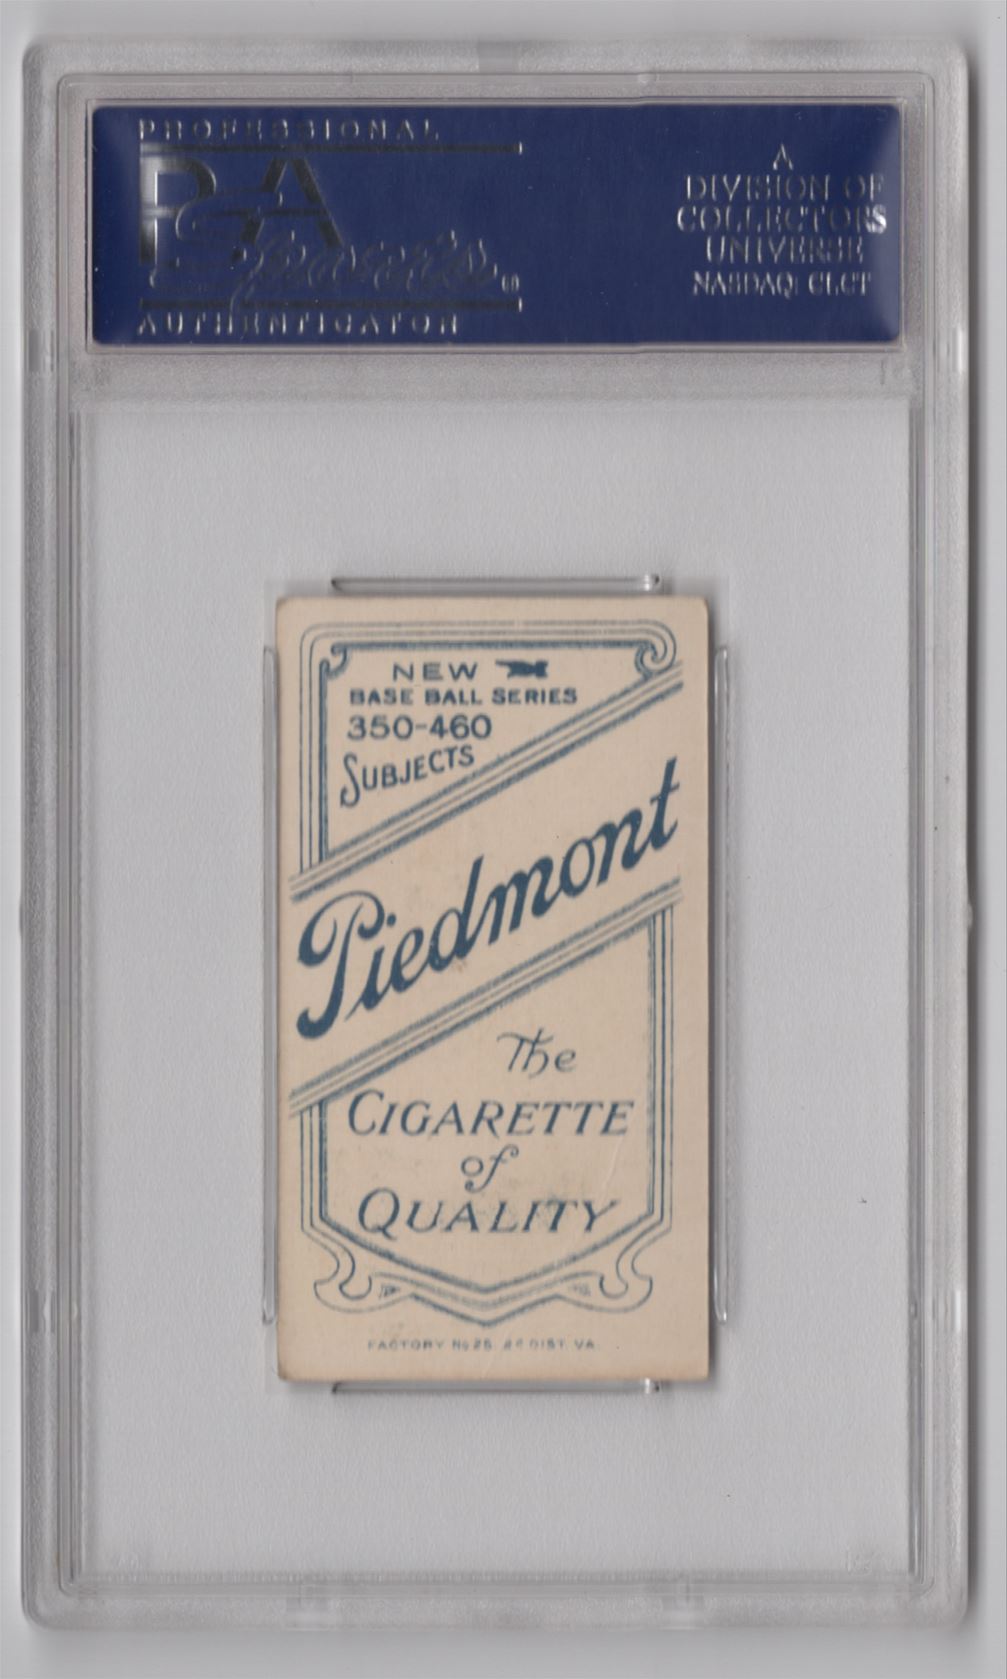 PROFESSIONAL
PSA
Sports
AUTHENTICATOR
A
DIVISION OF
COLLECTORS
UNIVERSE
NASDAQ: CLCT
NEW
BASE BALL SERIES
350-460
SUBJECTS
Piedmont
The
CIGARETTE
of
QUALITY
FACTORY No 25. 2d DIST. VA.